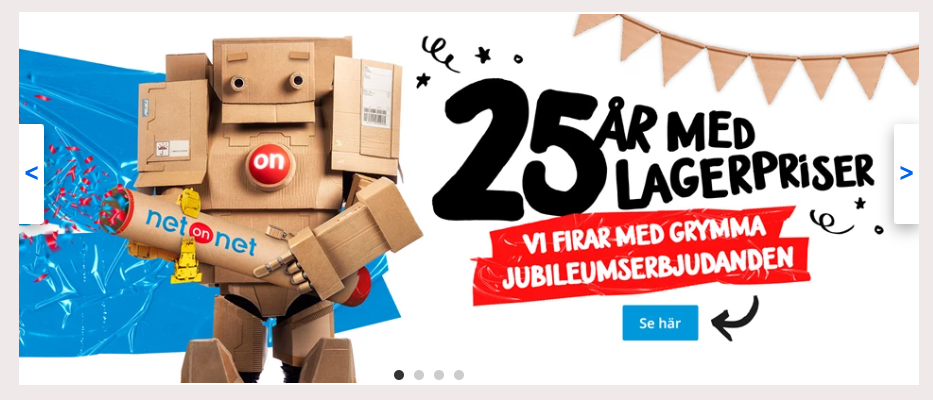 25 ÅR MED
LAGERPRISER
VI FIRAR MED GRYMMA
JUBILEUMSERBJUDANDEN
Se här
on
net on net
<
>